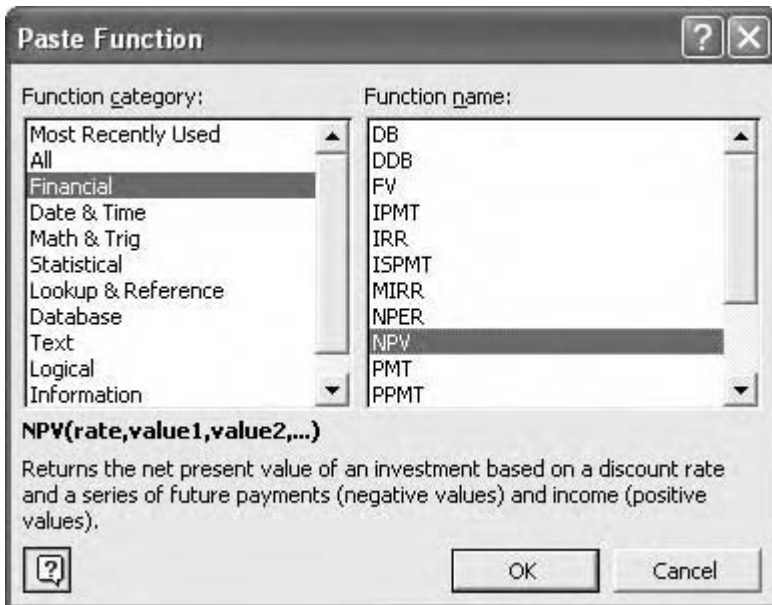 Paste Function
Function category:
Function name:
Most Recently Used
All
Financial
Date & Time
Math & Trig
Statistical
Lookup & Reference
Database
Text
Logical
Information
DB
DDB
FV
IPMT
IRR
ISPMT
MIRR
NPER
NPV
PMT
PPMT
NPV(rate,value1,value2,...)
Returns the net present value of an investment based on a discount rate
and a series of future payments (negative values) and income (positive
values).
OK
Cancel